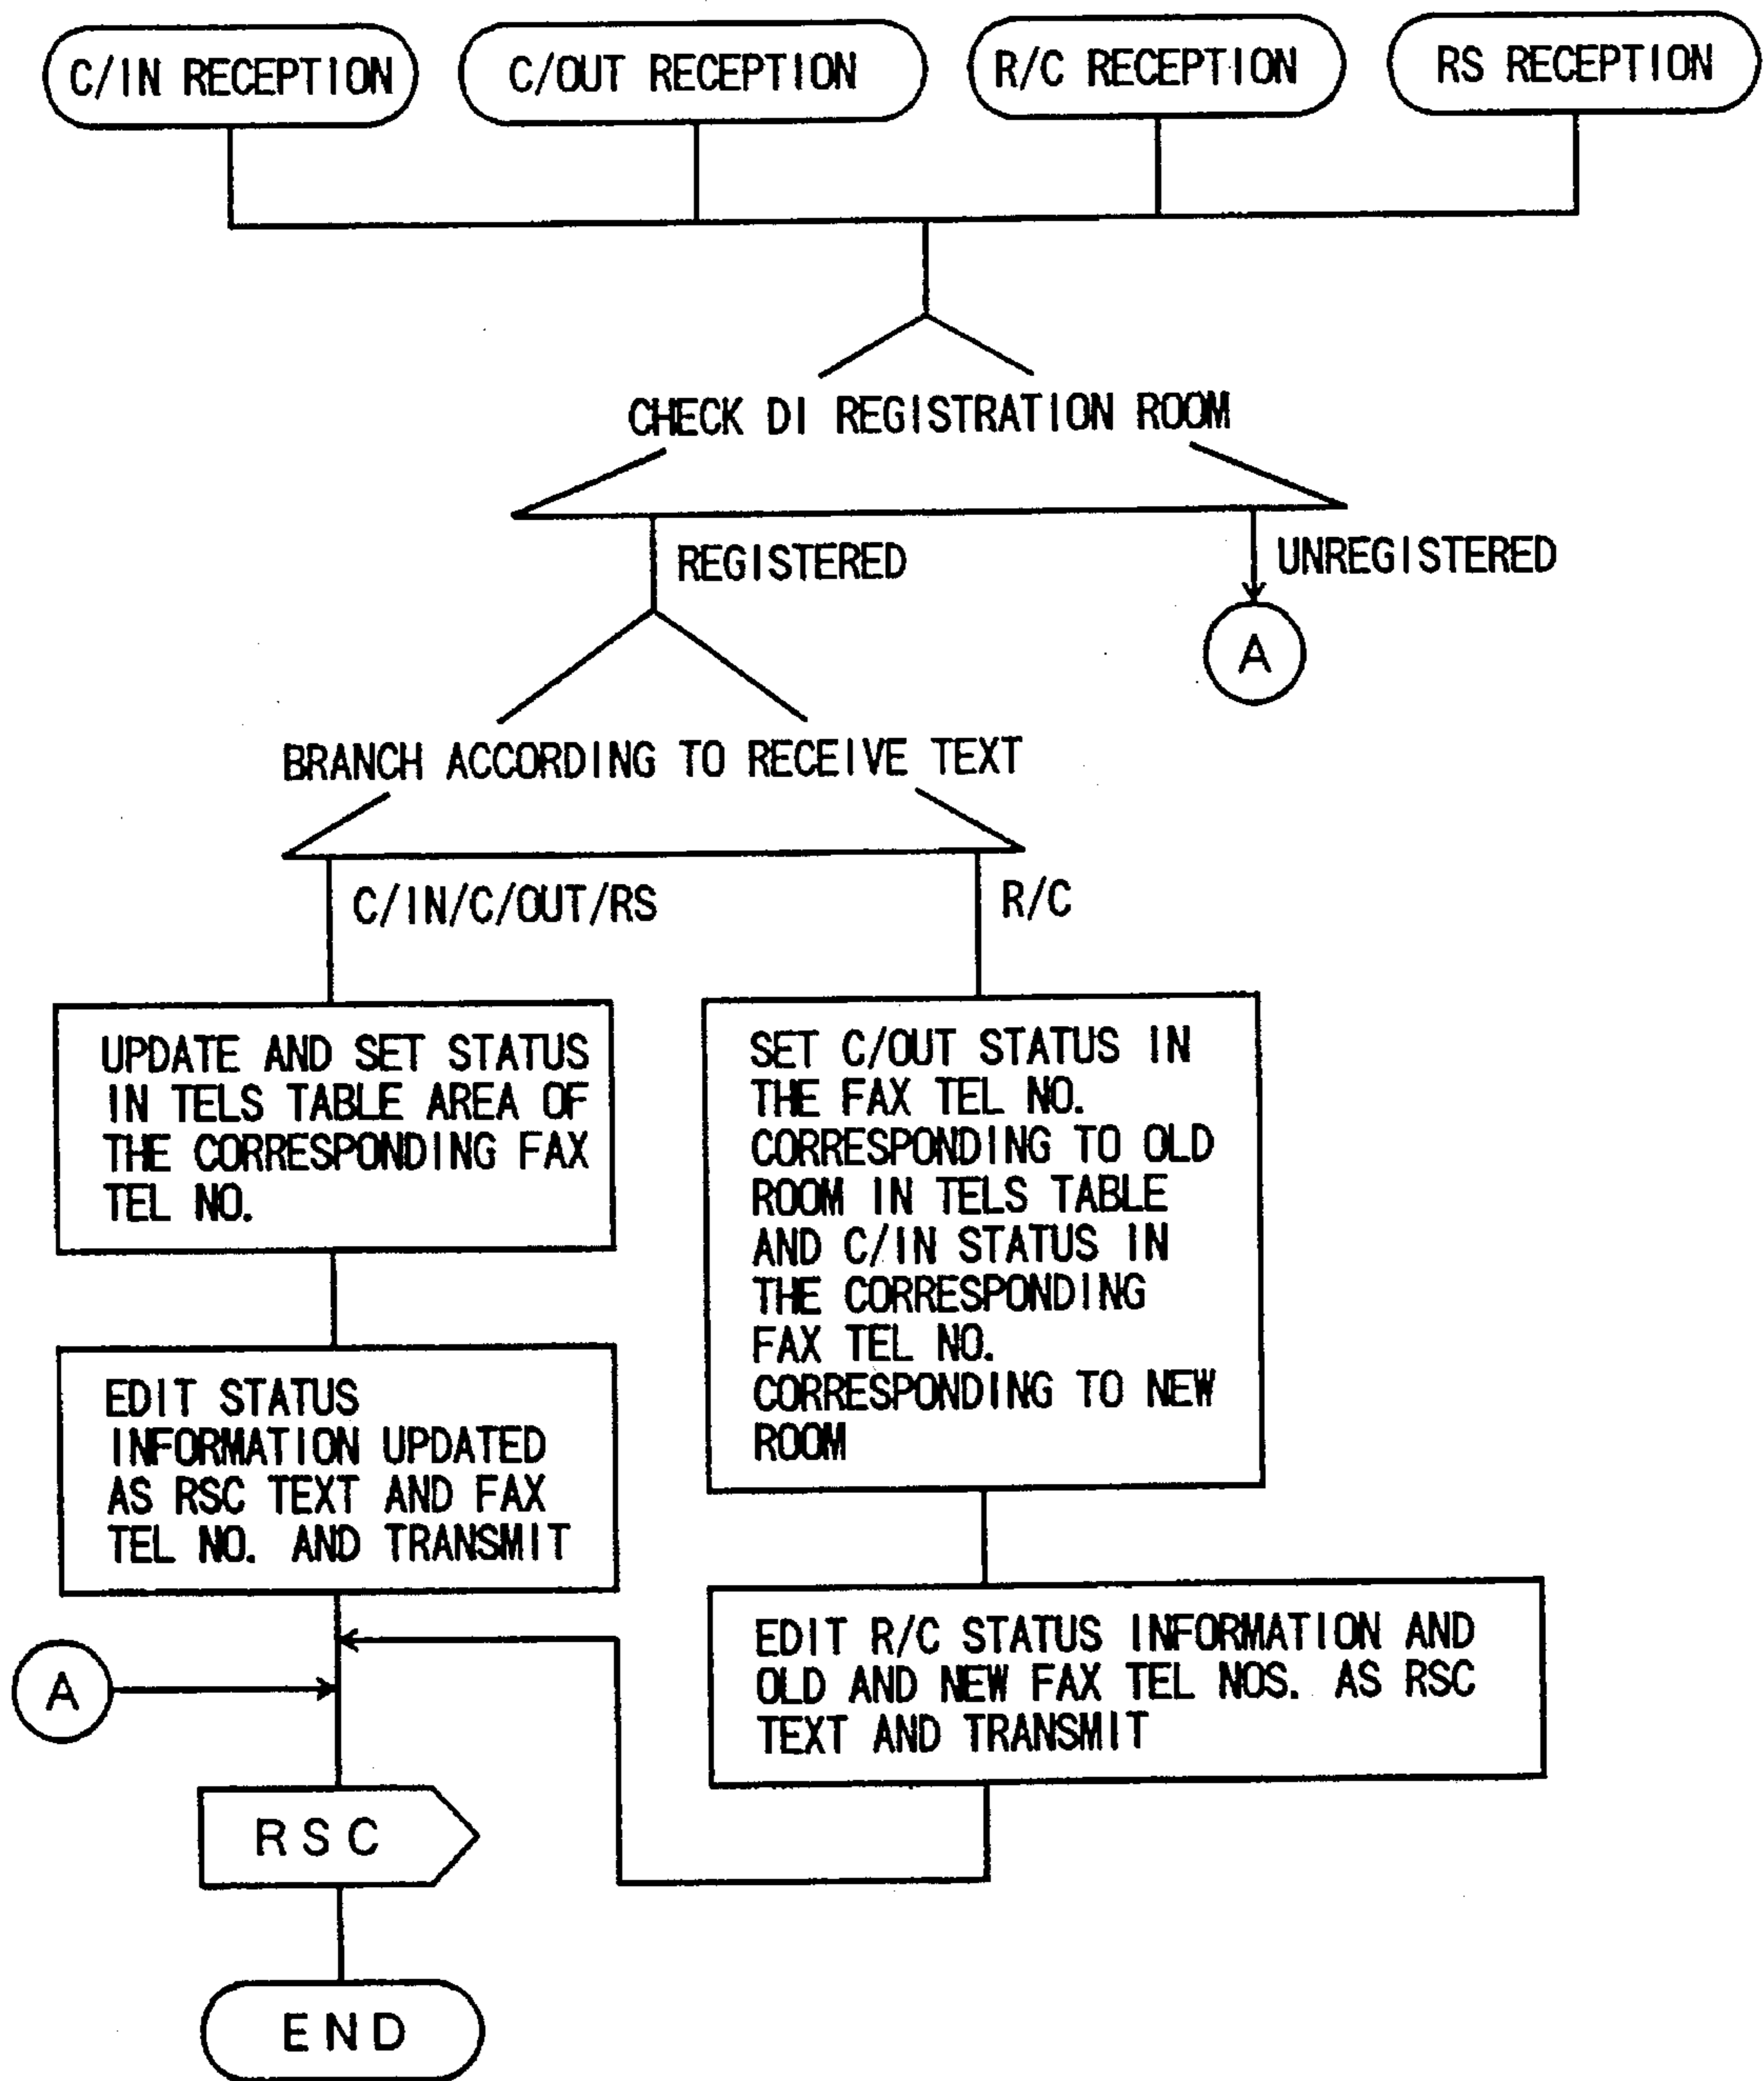 C/IN RECEPTION
C/OUT RECEPTION
R/C RECEPTION
RS RECEPTION
CHECK DI REGISTRATION ROOM
REGISTERED
UNREGISTERED
A
BRANCH ACCORDING TO RECEIVE TEXT
C/IN/C/OUT/RS
R/C
UPDATE AND SET STATUS
IN TELS TABLE AREA OF
THE CORRESPONDING FAX
TEL NO.
SET C/OUT STATUS IN
THE FAX TEL NO.
CORRESPONDING TO OLD
ROOM IN TELS TABLE
AND C/IN STATUS IN
THE CORRESPONDING
FAX TEL NO.
CORRESPONDING TO NEW
ROOM
EDIT STATUS
INFORMATION UPDATED
AS RSC TEXT AND FAX
TEL NO. AND TRANSMIT
EDIT R/C STATUS INFORMATION AND
OLD AND NEW FAX TEL NOS. AS RSC
TEXT AND TRANSMIT
A
RSC
END